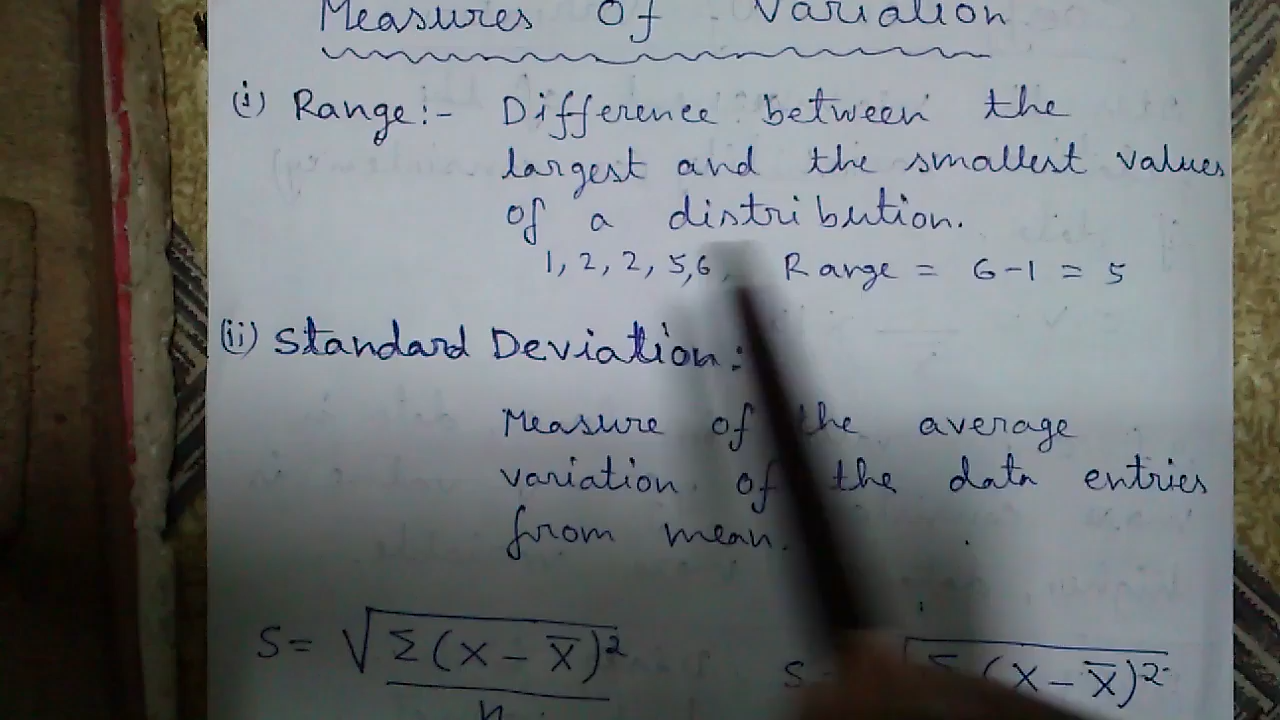 Measures Of Variation
(i) Range:- Difference between the
largest and the smallest values
of a distribution.
1, 2, 2, 5,6, Range = 6-1 = 5
(ii) Standard Deviation:
Measure of the average
variation of the data entries
from mean.
S = √Σ(X - X̅)²
n
S √Σ(X-X̅)²